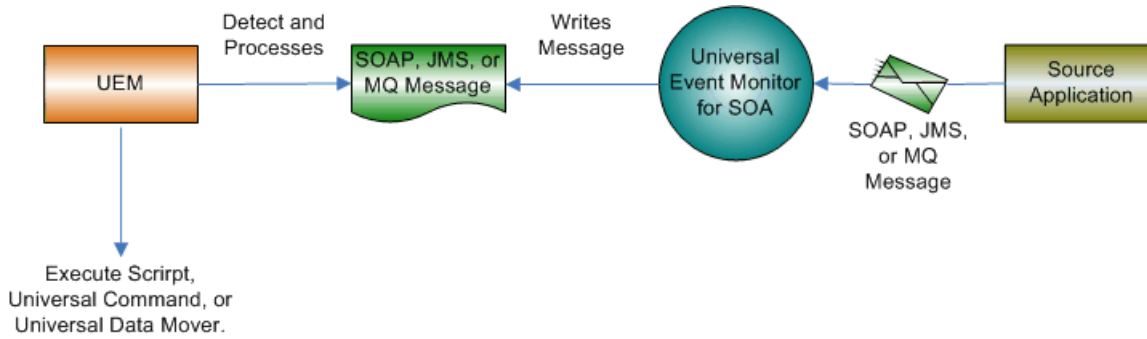 Detect and
Processes
Writes
Message
UEM
SOAP, JMS, or
MQ Message
Universal
Event Monitor
for SOA
Source
Application
SOAP, JMS,
or MQ
Message
Execute Scrirpt,
Universal Command, or
Universal Data Mover.